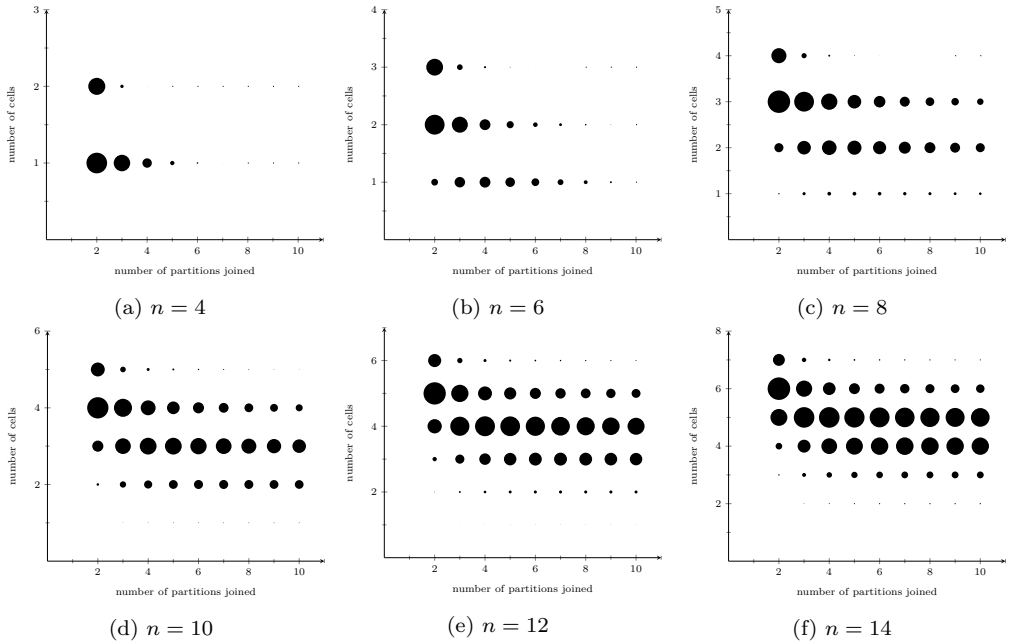 3
2
1
number of cells
2 4 6 8 10
number of partitions joined
(a) n = 4
4
3
2
1
number of cells
2 4 6 8 10
number of partitions joined
(b) n = 6
5
4
3
2
1
number of cells
2 4 6 8 10
number of partitions joined
(c) n = 8
6
4
2
number of cells
2 4 6 8 10
number of partitions joined
(d) n = 10
6
4
2
number of cells
2 4 6 8 10
number of partitions joined
(e) n = 12
8
6
4
2
number of cells
2 4 6 8 10
number of partitions joined
(f) n = 14